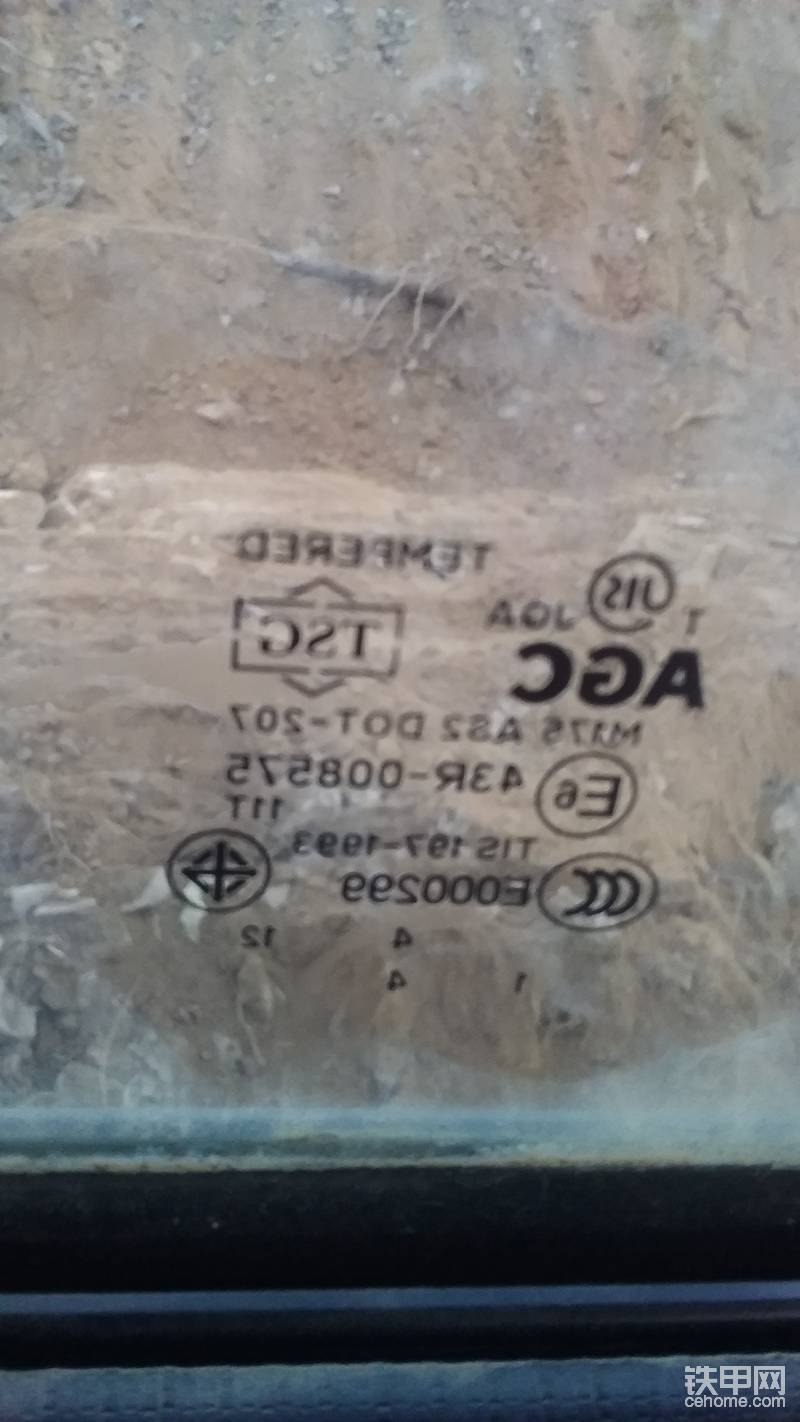 TEMPERED
T JIS JQA
TSG
AGC
M175 AS2 DOT-207
E6 43R-008575
11T
TIS 197-1993
CCC E000299
4 12
1 4
铁甲网
cehome.com